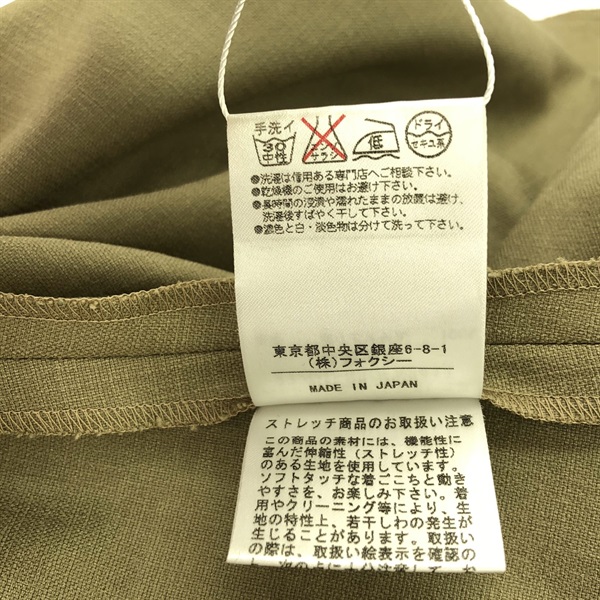 手洗イ
30
中性
エンソ
サラシ
低
ドライ
セキユ系
●洗濯は信用ある専門店へご相談下さい。
●乾燥機のご使用はお避け下さい。
●長時間の浸漬や濡れたままの放置は避け、
洗濯後すばやく干して下さい。
●濃色と白・淡色物は分けて洗って下さい。
東京都中央区銀座6-8-1
(株)フォクシー
MADE IN JAPAN
ストレッチ商品のお取扱い注意
この商品の素材には、機能性に
富んだ伸縮性(ストレッチ性)
のある生地を使用しています。
ソフトタッチな着ごこちと動き
やすさを、お楽しみ下さい。着
用やクリーニング等により、生
地の特性上、若干しわの発生が
生じることがあります。お取扱い
の際は、取扱い絵表示を確認の